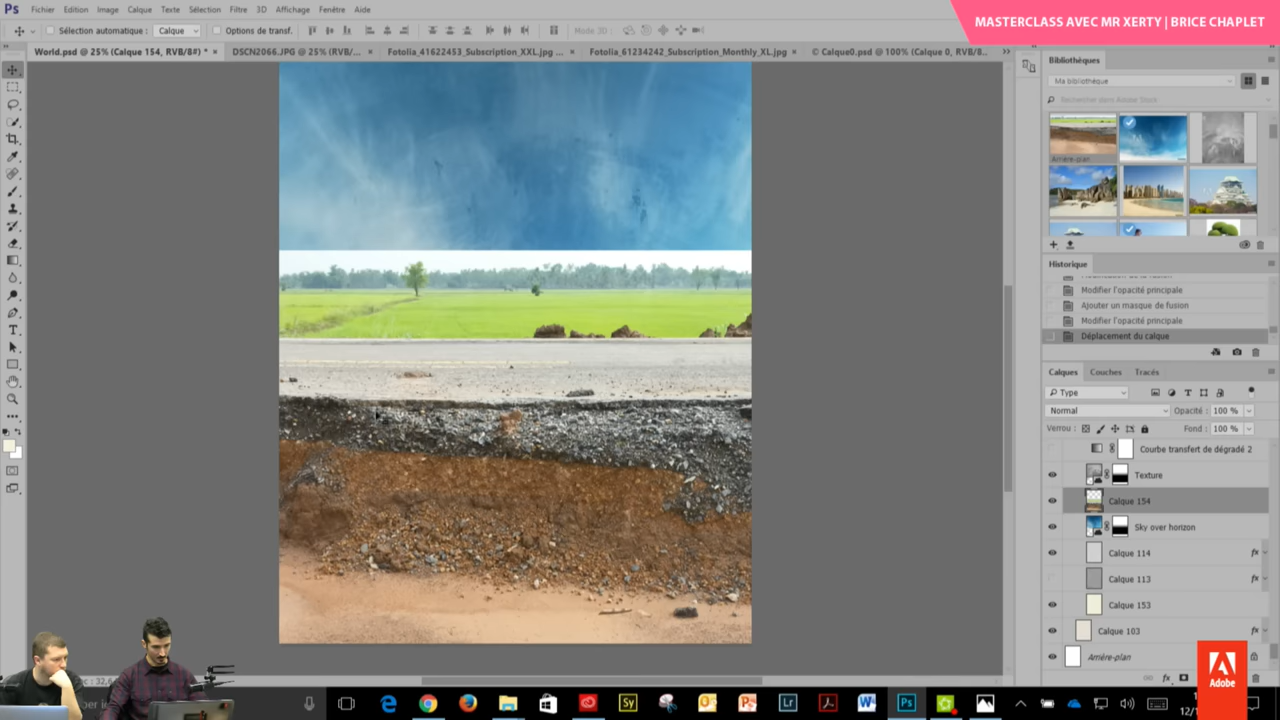 MASTERCLASS AVEC MR XERTY | BRICE CHAPLET
Ps Fichier Edition Image Calque Texte Sélection Filtre 3D Affichage Fenêtre Aide
Sélection automatique : Calque Options de transf. Mode 3D :
World.psd @ 25% (Calque 154, RVB/8#) * × DSCN2066.JPG @ 25% (RVB/... × Fotolia_41622453_Subscription_XXL.jpg ... × Fotolia_61234242_Subscription_Monthly_XL.jpg × © Calque0.psd @ 100% (Calque 0, RVB/8..
Bibliothèques
Ma bibliothèque
Rechercher dans Adobe Stock
Arrière-plan
Historique
Modifier l'opacité principale
Ajouter un masque de fusion
Modifier l'opacité principale
Déplacement du calque
Calques Couches Tracés
Type
Normal Opacité : 100 %
Verrou : Fond : 100 %
Courbe transfert de dégradé 2
Texture
Calque 154
Sky over horizon
Calque 114 fx
Calque 113 fx
Calque 153
Calque 103 fx
Arrière-plan
fx
Adobe